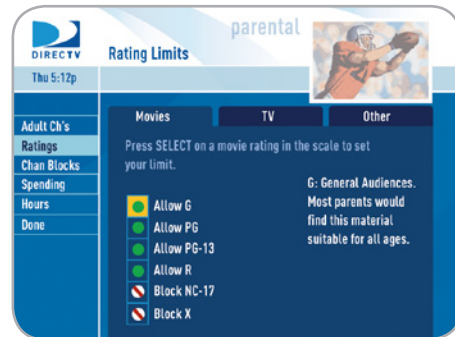 parental
DIRECTV
Rating Limits
Thu 5:12p
Adult Ch's
Ratings
Chan Blocks
Spending
Hours
Done
Movies
TV
Other
Press SELECT on a movie rating in the scale to set
your limit.
Allow G
Allow PG
Allow PG-13
Allow R
Block NC-17
Block X
G: General Audiences.
Most parents would
find this material
suitable for all ages.